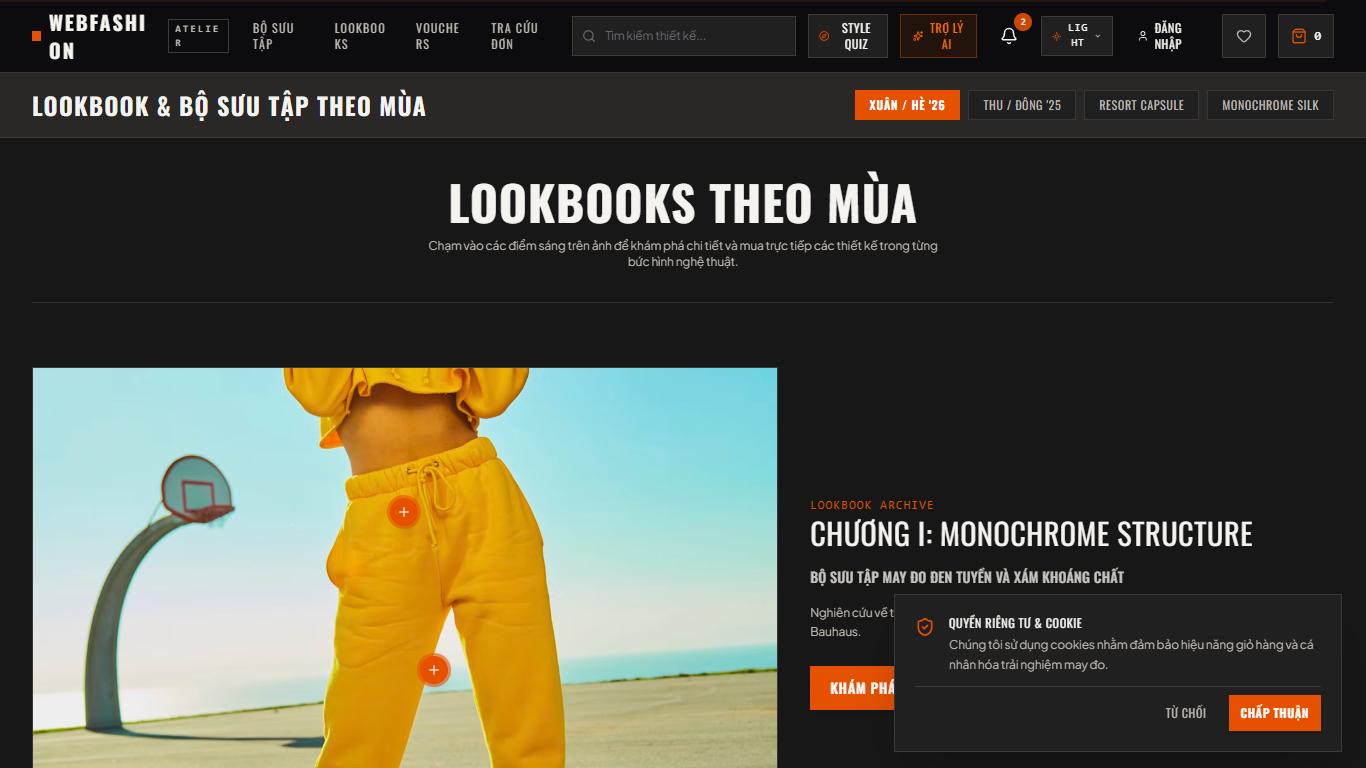 WEBFASHI
ON
ATELIE
R
BỘ SƯU
TẬP
LOOKBOO
KS
VOUCHE
RS
TRA CỨU
ĐƠN
Tìm kiếm thiết kế...
STYLE
QUIZ
TRỢ LÝ
AI
2
LIG
HT
ĐĂNG
NHẬP
0
LOOKBOOK & BỘ SƯU TẬP THEO MÙA
XUÂN / HÈ '26
THU / ĐÔNG '25
RESORT CAPSULE
MONOCHROME SILK
LOOKBOOKS THEO MÙA
Chạm vào các điểm sáng trên ảnh để khám phá chi tiết và mua trực tiếp các thiết kế trong từng
bức hình nghệ thuật.
LOOKBOOK ARCHIVE
CHƯƠNG I: MONOCHROME STRUCTURE
BỘ SƯU TẬP MAY ĐO ĐEN TUYỀN VÀ XÁM KHOÁNG CHẤT
Nghiên cứu về
Bauhaus.
KHÁM PHÁ
QUYỀN RIÊNG TƯ & COOKIE
Chúng tôi sử dụng cookies nhằm đảm bảo hiệu năng giỏ hàng và cá
nhân hóa trải nghiệm may đo.
TỪ CHỐI
CHẤP THUẬN